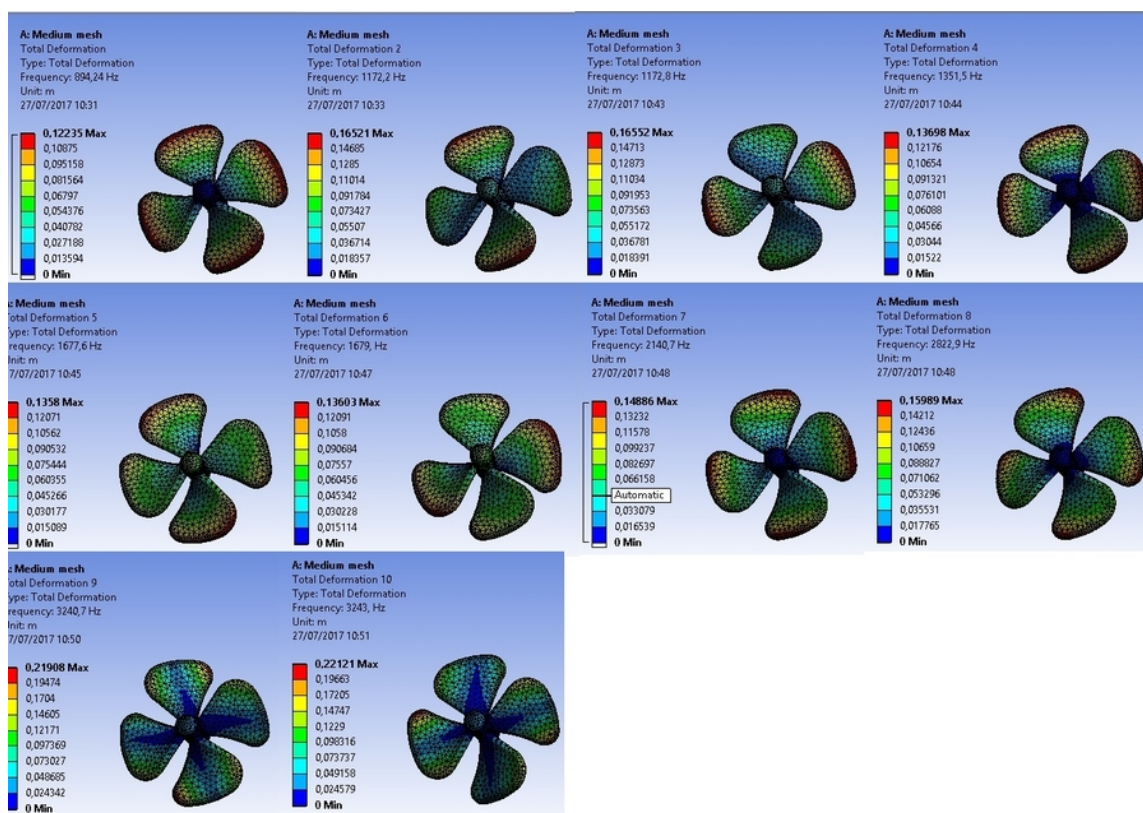 A: Medium mesh
Total Deformation
Type: Total Deformation
Frequency: 894,24 Hz
Unit: m
27/07/2017 10:31
0,12235 Max
0,10875
0,095158
0,081564
0,06797
0,054376
0,040782
0,027188
0,013594
0 Min
A: Medium mesh
Total Deformation 2
Type: Total Deformation
Frequency: 1172,2 Hz
Unit: m
27/07/2017 10:33
0,16521 Max
0,14685
0,1285
0,11014
0,091784
0,073427
0,05507
0,036714
0,018357
0 Min
A: Medium mesh
Total Deformation 3
Type: Total Deformation
Frequency: 1172,8 Hz
Unit: m
27/07/2017 10:43
0,16552 Max
0,14713
0,12873
0,11034
0,091953
0,073563
0,055172
0,036781
0,018391
0 Min
A: Medium mesh
Total Deformation 4
Type: Total Deformation
Frequency: 1351,5 Hz
Unit: m
27/07/2017 10:44
0,13698 Max
0,12176
0,10654
0,091321
0,076101
0,06088
0,04566
0,03044
0,01522
0 Min
A: Medium mesh
Total Deformation 5
Type: Total Deformation
Frequency: 1677,6 Hz
Unit: m
27/07/2017 10:45
0,1358 Max
0,12071
0,10562
0,090532
0,075444
0,060355
0,045266
0,030177
0,015089
0 Min
A: Medium mesh
Total Deformation 6
Type: Total Deformation
Frequency: 1679, Hz
Unit: m
27/07/2017 10:47
0,13603 Max
0,12091
0,1058
0,090684
0,07557
0,060456
0,045342
0,030228
0,015114
0 Min
A: Medium mesh
Total Deformation 7
Type: Total Deformation
Frequency: 2140,7 Hz
Unit: m
27/07/2017 10:48
0,14886 Max
0,13232
0,11578
0,099237
0,082697
0,066158
Automatic
0,033079
0,016539
0 Min
A: Medium mesh
Total Deformation 8
Type: Total Deformation
Frequency: 2822,9 Hz
Unit: m
27/07/2017 10:48
0,15989 Max
0,14212
0,12436
0,10659
0,088827
0,071062
0,053296
0,035531
0,017765
0 Min
A: Medium mesh
Total Deformation 9
Type: Total Deformation
Frequency: 3240,7 Hz
Unit: m
27/07/2017 10:50
0,21908 Max
0,19474
0,1704
0,14605
0,12171
0,097369
0,073027
0,048685
0,024342
0 Min
A: Medium mesh
Total Deformation 10
Type: Total Deformation
Frequency: 3243, Hz
Unit: m
27/07/2017 10:51
0,22121 Max
0,19663
0,17205
0,14747
0,1229
0,098316
0,073737
0,049158
0,024579
0 Min